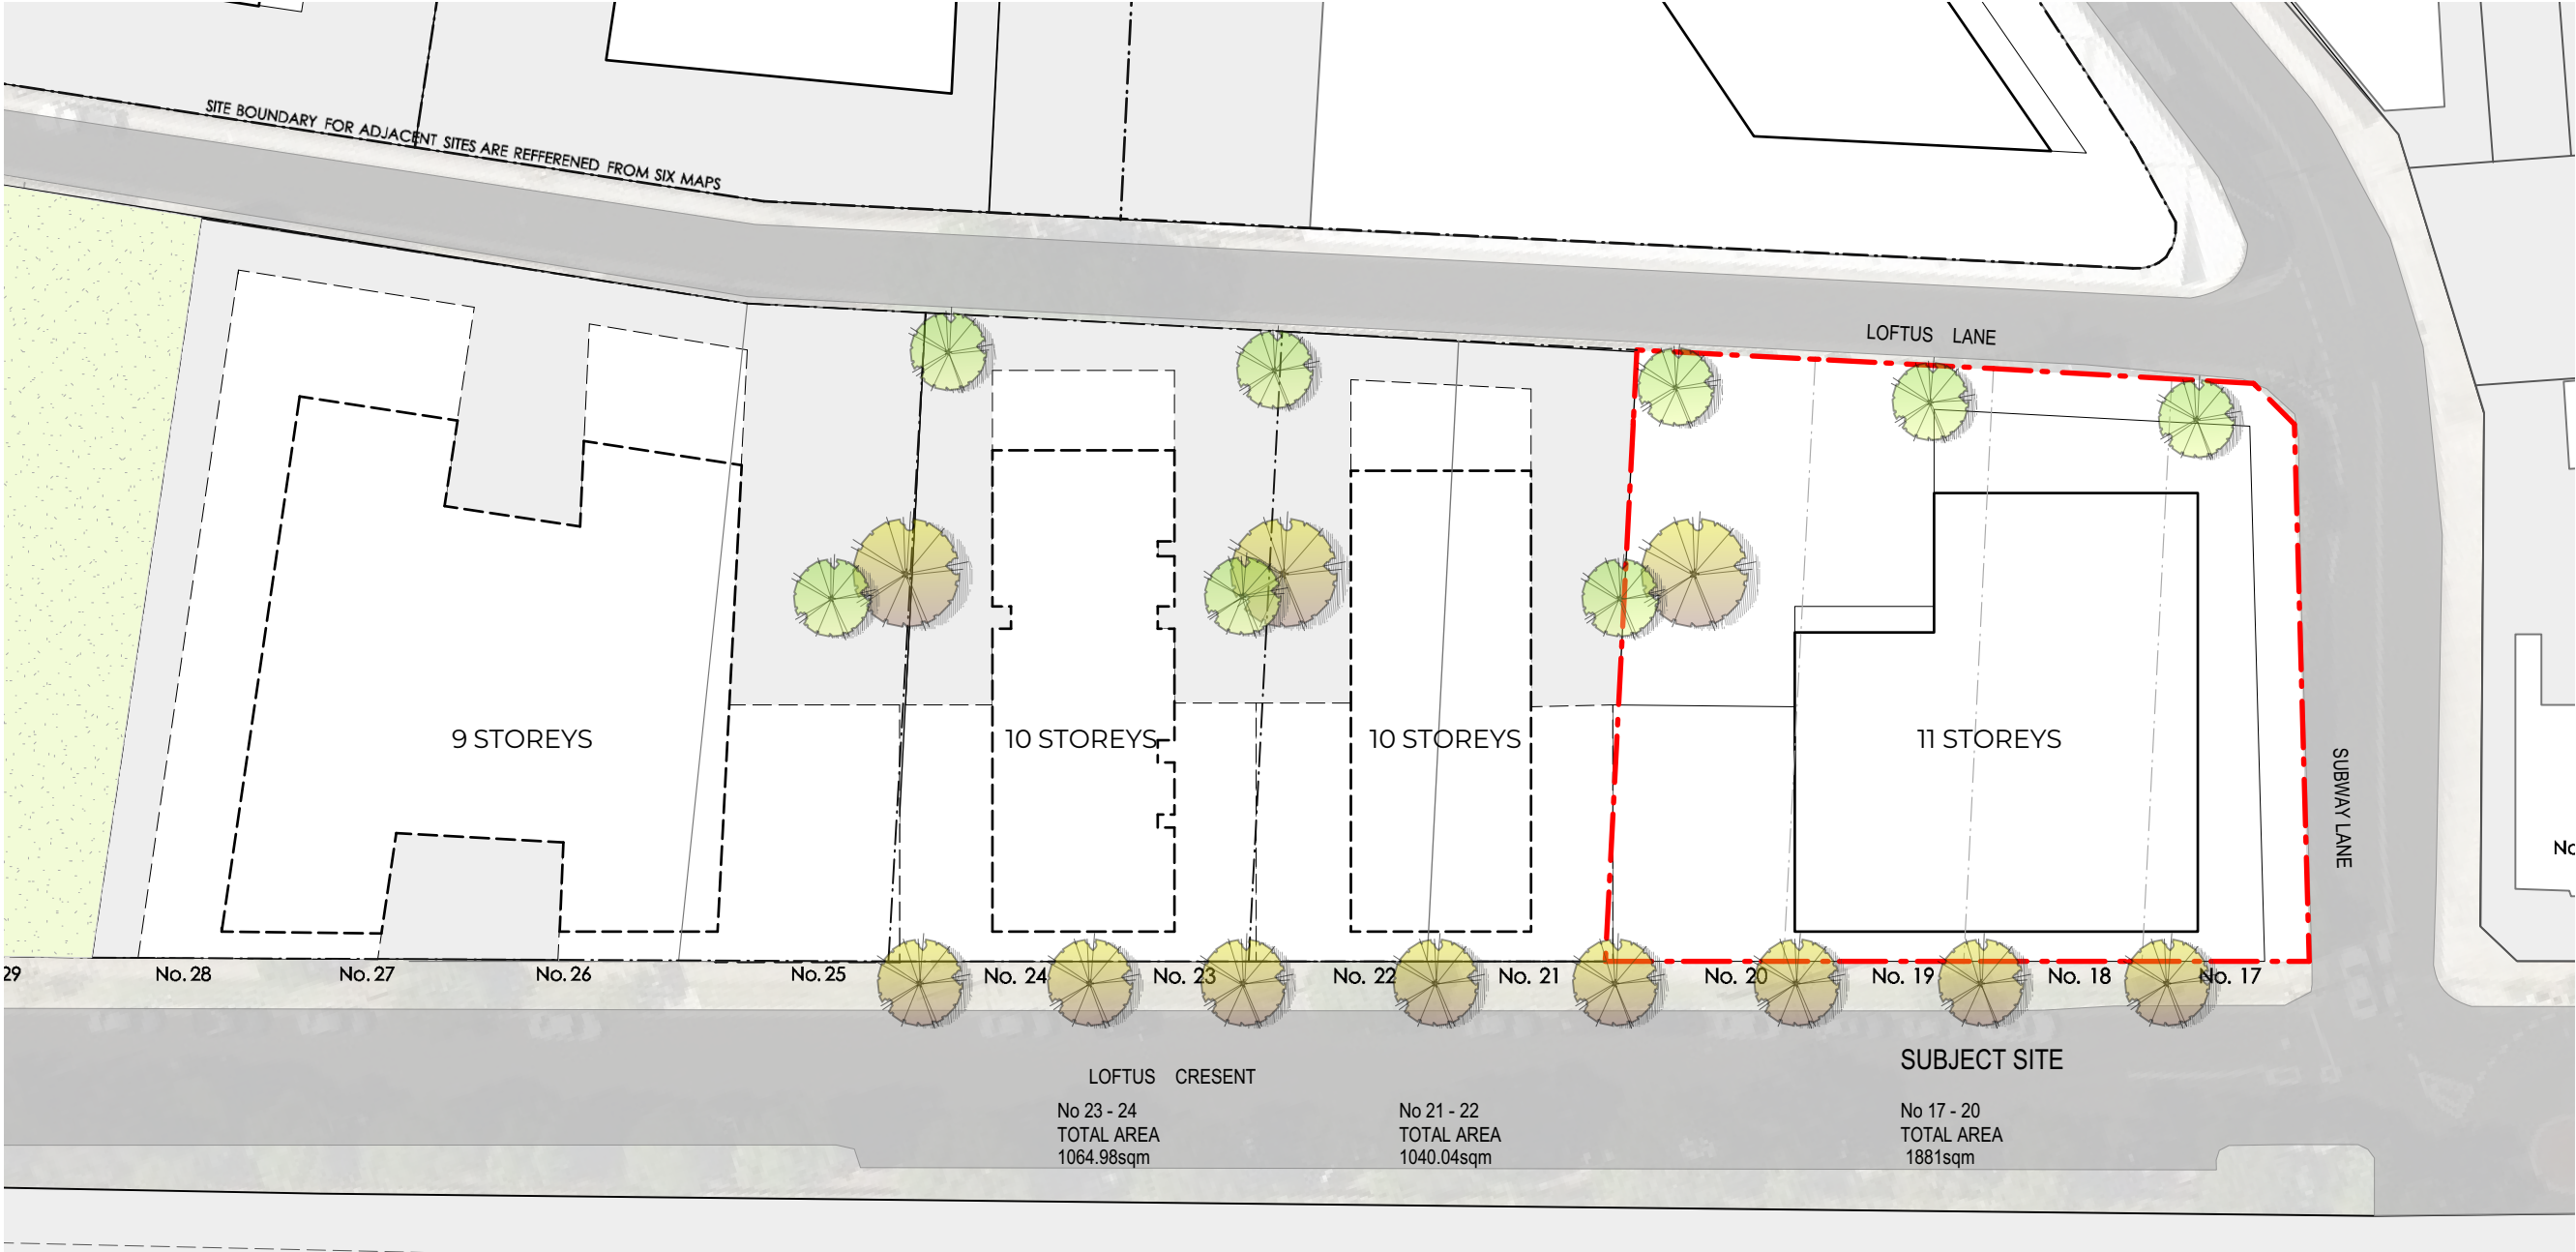 SITE BOUNDARY FOR ADJACENT SITES ARE REFFERENED FROM SIX MAPS
LOFTUS LANE
9 STOREYS
10 STOREYS
10 STOREYS
11 STOREYS
SUBWAY LANE
No
29
No.28
No.27
No.26
No.25
No. 24
No. 23
No. 22
No. 21
No. 20
No. 19
No. 18
No. 17
LOFTUS CRESENT
SUBJECT SITE
No 23 - 24
TOTAL AREA
1064.98sqm
No 21 - 22
TOTAL AREA
1040.04sqm
No 17 - 20
TOTAL AREA
1881sqm